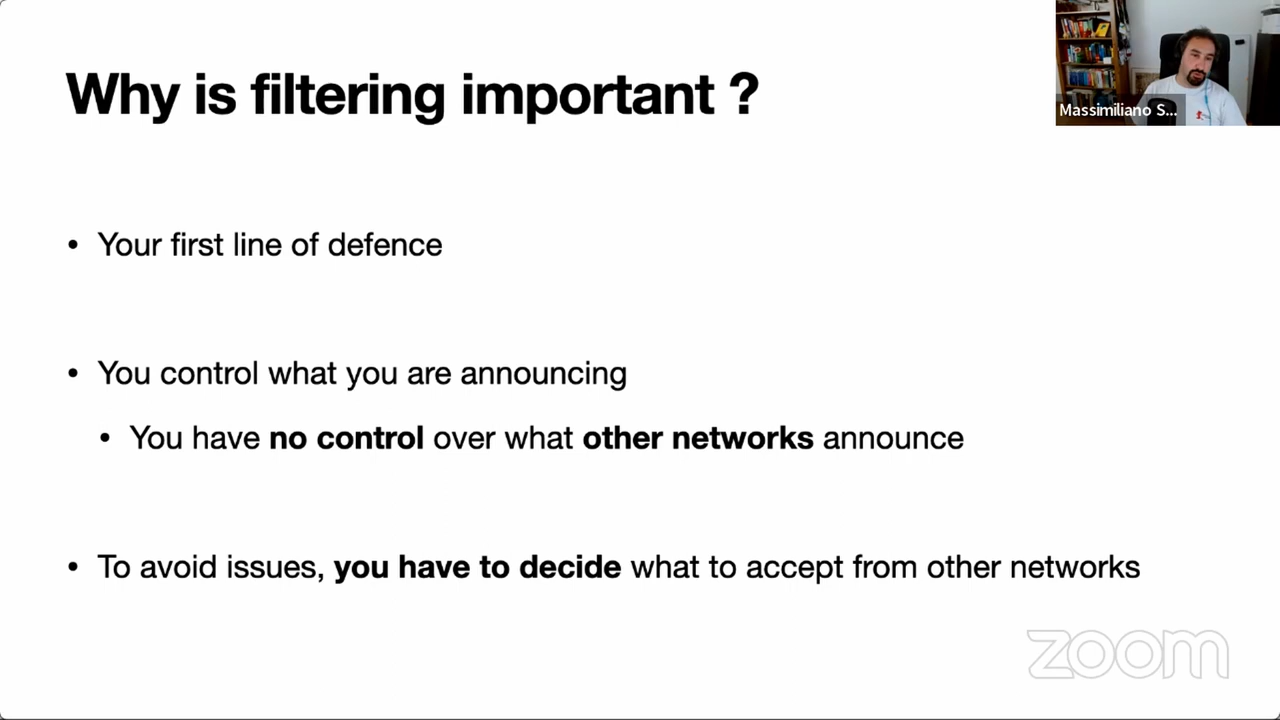 Why is filtering important ?
Massimiliano S...
• Your first line of defence
• You control what you are announcing
• You have no control over what other networks announce
• To avoid issues, you have to decide what to accept from other networks
zoom